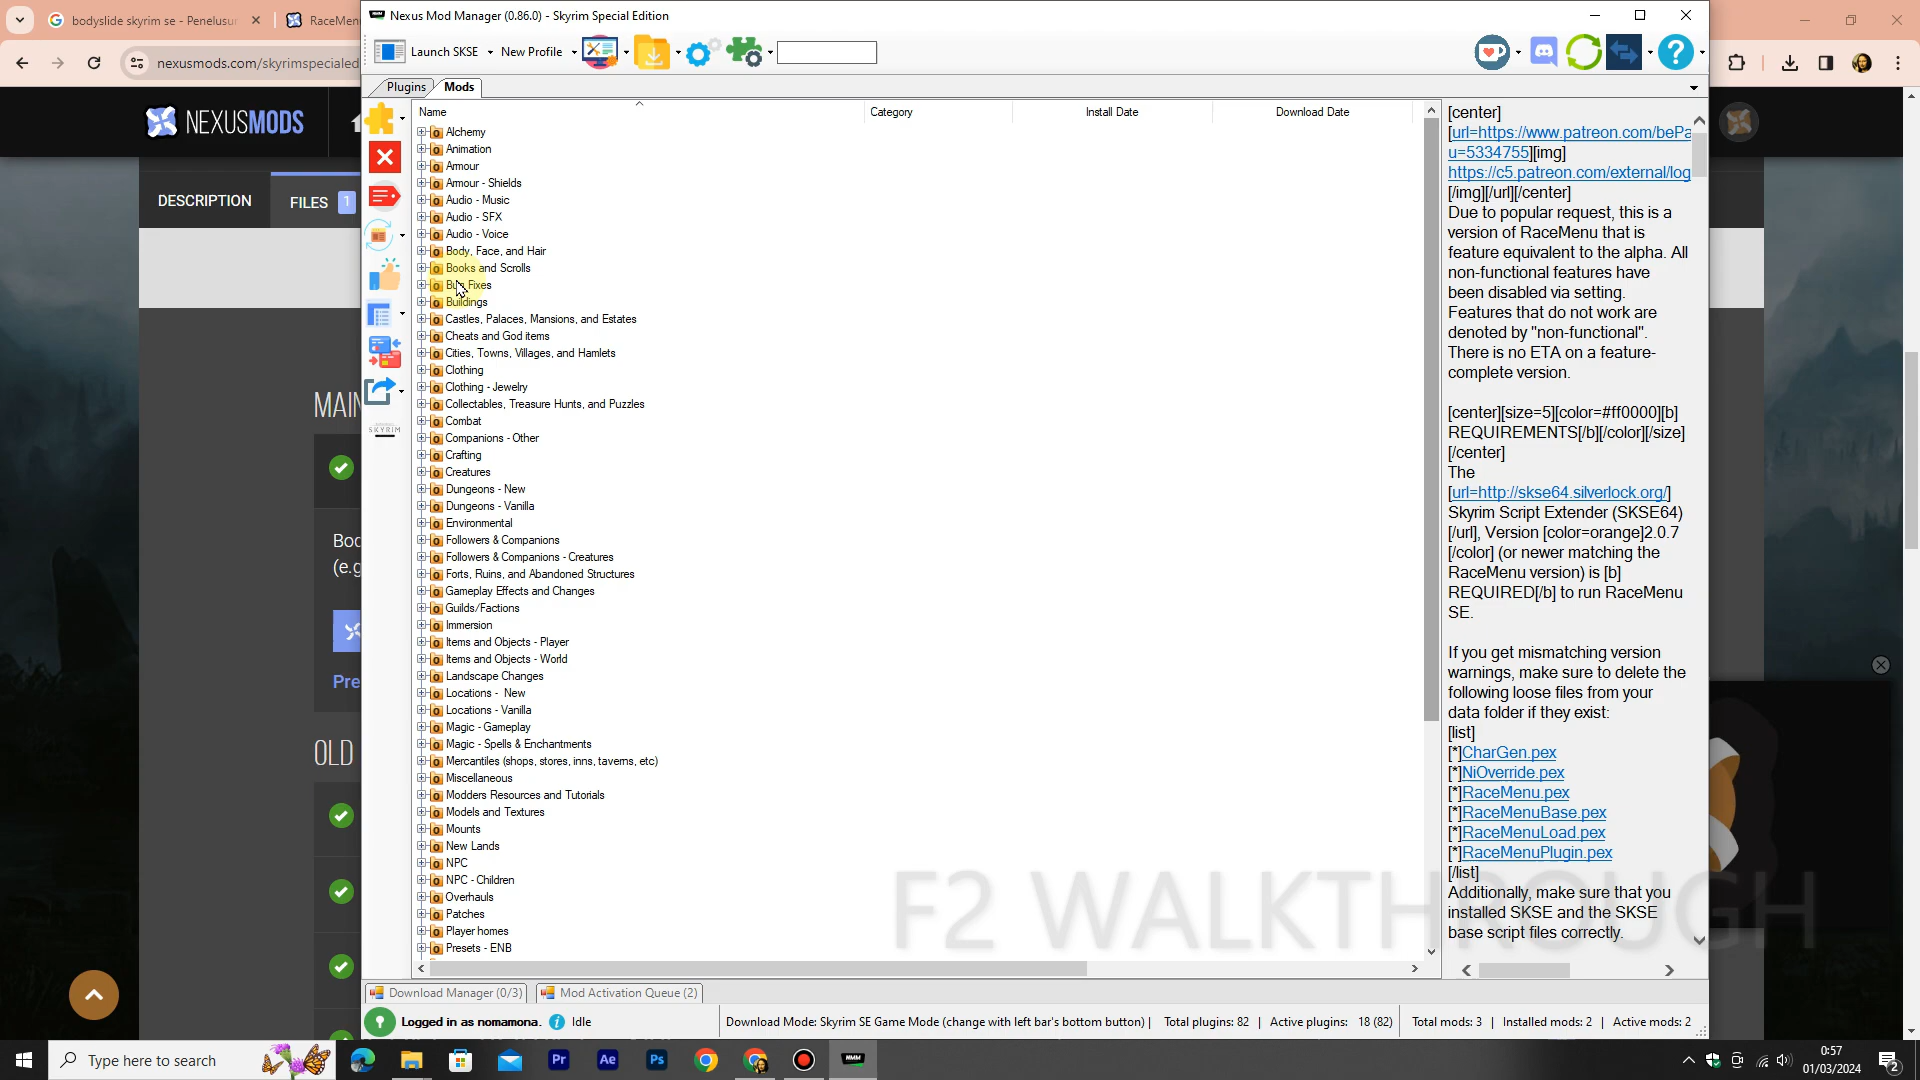 bodyslide skyrim se - Penelusu
RaceMen
nexusmods.com/skyrimspecialed
Nexus Mod Manager (0.86.0) - Skyrim Special Edition
Launch SKSE
New Profile
Plugins
Mods
NEXUSMODS
DESCRIPTION
FILES 1
MAIN
Bod
(e.g
Pre
OLD
SKYRIM
Name
Category
Install Date
Download Date
Alchemy
Animation
Armour
Armour - Shields
Audio - Music
Audio - SFX
Audio - Voice
Body, Face, and Hair
Books and Scrolls
Bug Fixes
Buildings
Castles, Palaces, Mansions, and Estates
Cheats and God items
Cities, Towns, Villages, and Hamlets
Clothing
Clothing - Jewelry
Collectables, Treasure Hunts, and Puzzles
Combat
Companions - Other
Crafting
Creatures
Dungeons - New
Dungeons - Vanilla
Environmental
Followers & Companions
Followers & Companions - Creatures
Forts, Ruins, and Abandoned Structures
Gameplay Effects and Changes
Guilds/Factions
Immersion
Items and Objects - Player
Items and Objects - World
Landscape Changes
Locations - New
Locations - Vanilla
Magic - Gameplay
Magic - Spells & Enchantments
Mercantiles (shops, stores, inns, taverns, etc)
Miscellaneous
Modders Resources and Tutorials
Models and Textures
Mounts
New Lands
NPC
NPC - Children
Overhauls
Patches
Player homes
Presets - ENB
[center]
[url=https://www.patreon.com/bePa
u=5334755][img]
https://c5.patreon.com/external/log
[/img][/url][/center]
Due to popular request, this is a
version of RaceMenu that is
feature equivalent to the alpha. All
non-functional features have
been disabled via setting.
Features that do not work are
denoted by "non-functional".
There is no ETA on a feature-
complete version.
[center][size=5][color=#ff0000][b]
REQUIREMENTS[/b][/color][/size]
[/center]
The
[url=http://skse64.silverlock.org/]
Skyrim Script Extender (SKSE64)
[/url], Version [color=orange]2.0.7
[/color] (or newer matching the
RaceMenu version) is [b]
REQUIRED[/b] to run RaceMenu
SE.
If you get mismatching version
warnings, make sure to delete the
following loose files from your
data folder if they exist:
[list]
[*]CharGen.pex
[*]NiOverride.pex
[*]RaceMenu.pex
[*]RaceMenuBase.pex
[*]RaceMenuLoad.pex
[*]RaceMenuPlugin.pex
[/list]
Additionally, make sure that you
installed SKSE and the SKSE
base script files correctly.
F2 WALKTHROUGH
Download Manager (0/3)
Mod Activation Queue (2)
Logged in as nomamona.
Idle
Download Mode: Skyrim SE Game Mode (change with left bar's bottom button) | Total plugins: 82 | Active plugins: 18 (82) | Total mods: 3 | Installed mods: 2 | Active mods: 2
Type here to search
Pr
Ae
Ps
NMM
0:57
01/03/2024
2